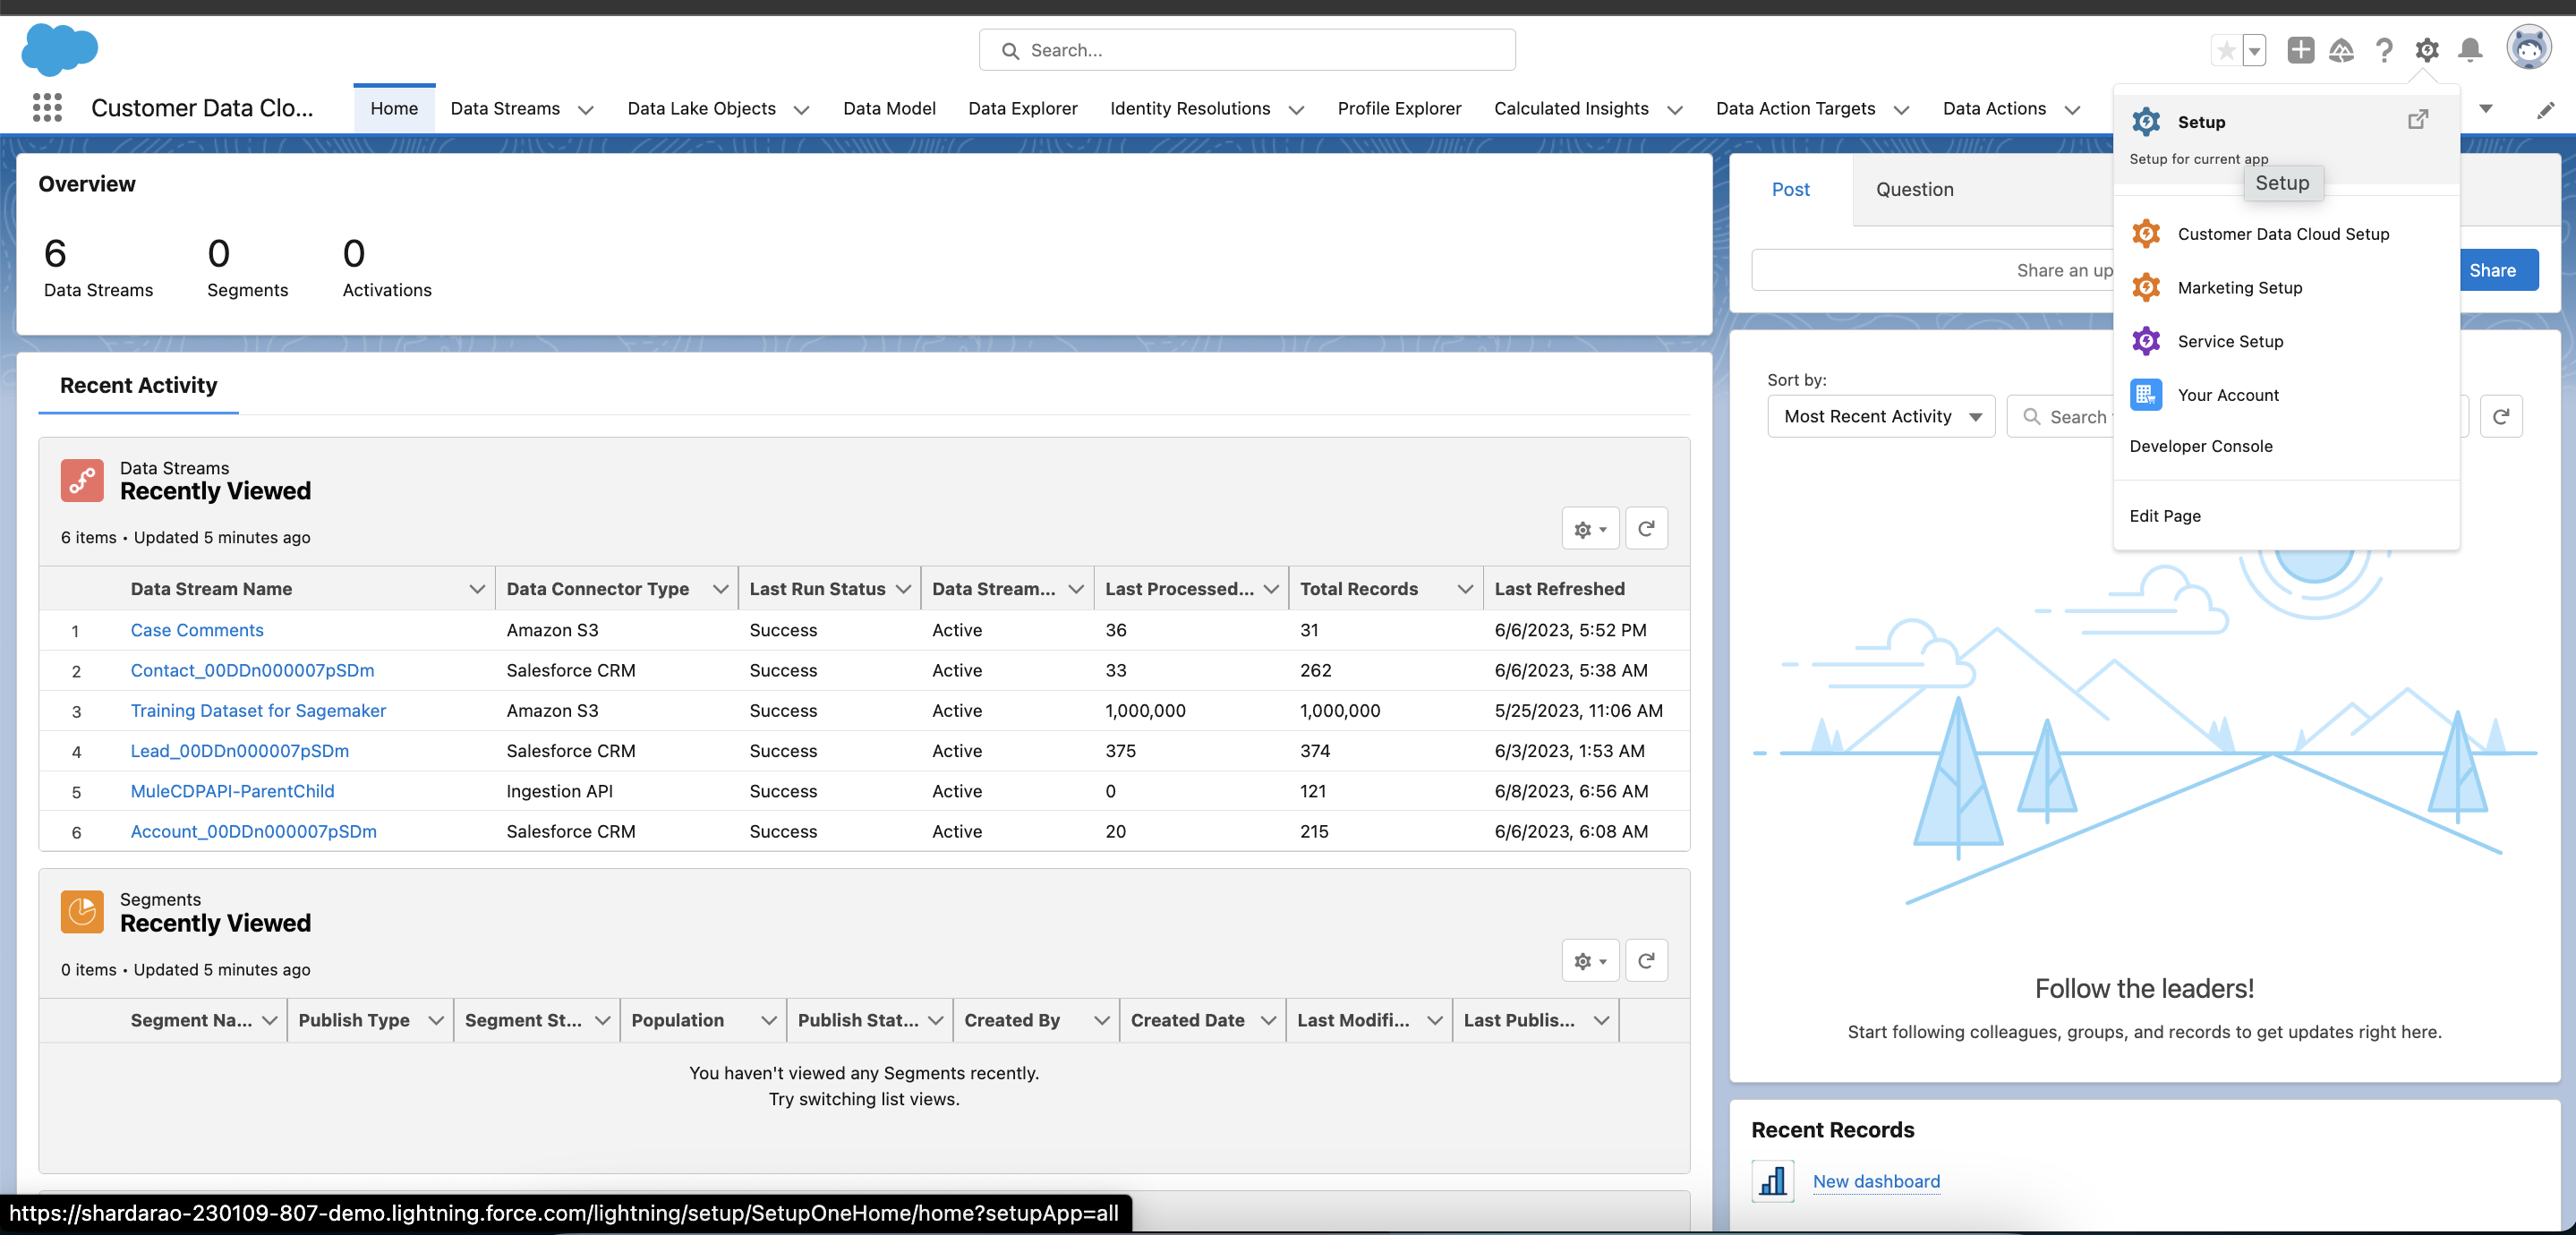 Search...
Customer Data Clo...
Home
Data Streams
Data Lake Objects
Data Model
Data Explorer
Identity Resolutions
Profile Explorer
Calculated Insights
Data Action Targets
Data Actions
Setup
Setup for current app
Setup
Customer Data Cloud Setup
Marketing Setup
Service Setup
Your Account
Developer Console
Edit Page
Overview
6
0
0
Data Streams
Segments
Activations
Post
Question
Share an up
Share
Sort by:
Most Recent Activity
Search
Recent Activity
Data Streams
Recently Viewed
6 items • Updated 5 minutes ago
Data Stream Name Data Connector Type Last Run Status Data Stream... Last Processed... Total Records Last Refreshed
1 Case Comments Amazon S3 Success Active 36 31 6/6/2023, 5:52 PM
2 Contact_00DDn000007pSDm Salesforce CRM Success Active 33 262 6/6/2023, 5:38 AM
3 Training Dataset for Sagemaker Amazon S3 Success Active 1,000,000 1,000,000 5/25/2023, 11:06 AM
4 Lead_00DDn000007pSDm Salesforce CRM Success Active 375 374 6/3/2023, 1:53 AM
5 MuleCDPAPI-ParentChild Ingestion API Success Active 0 121 6/8/2023, 6:56 AM
6 Account_00DDn000007pSDm Salesforce CRM Success Active 20 215 6/6/2023, 6:08 AM
Segments
Recently Viewed
0 items • Updated 5 minutes ago
Segment Na... Publish Type Segment St... Population Publish Stat... Created By Created Date Last Modifi... Last Publis...
You haven't viewed any Segments recently.
Try switching list views.
Follow the leaders!
Start following colleagues, groups, and records to get updates right here.
Recent Records
New dashboard
https://shardarao-230109-807-demo.lightning.force.com/lightning/setup/SetupOneHome/home?setupApp=all